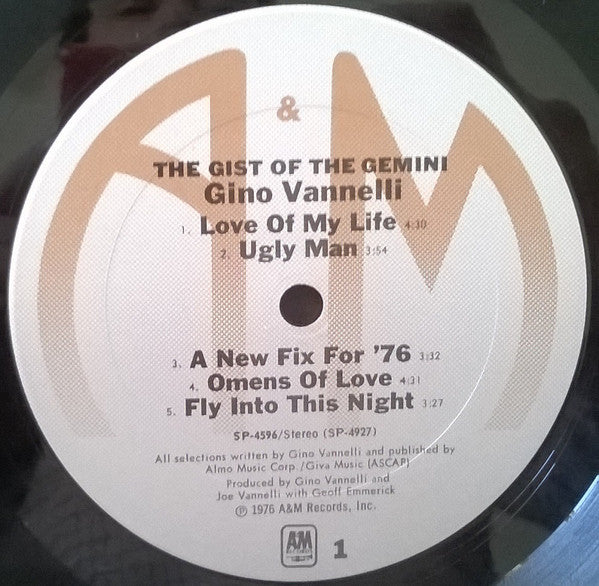 &
THE GIST OF THE GEMINI
Gino Vannelli
1. Love Of My Life 4:30
2. Ugly Man 3:54
3. A New Fix For '76 3:32
4. Omens Of Love 4:31
5. Fly Into This Night 3:27
SP-4596/Stereo (SP-4927)
All selections written by Gino Vannelli and published by
Almo Music Corp./Giva Music (ASCAP)
Produced by Gino Vannelli and
Joe Vannelli with Geoff Emmerick
℗ 1976 A&M Records, Inc.
AM
1